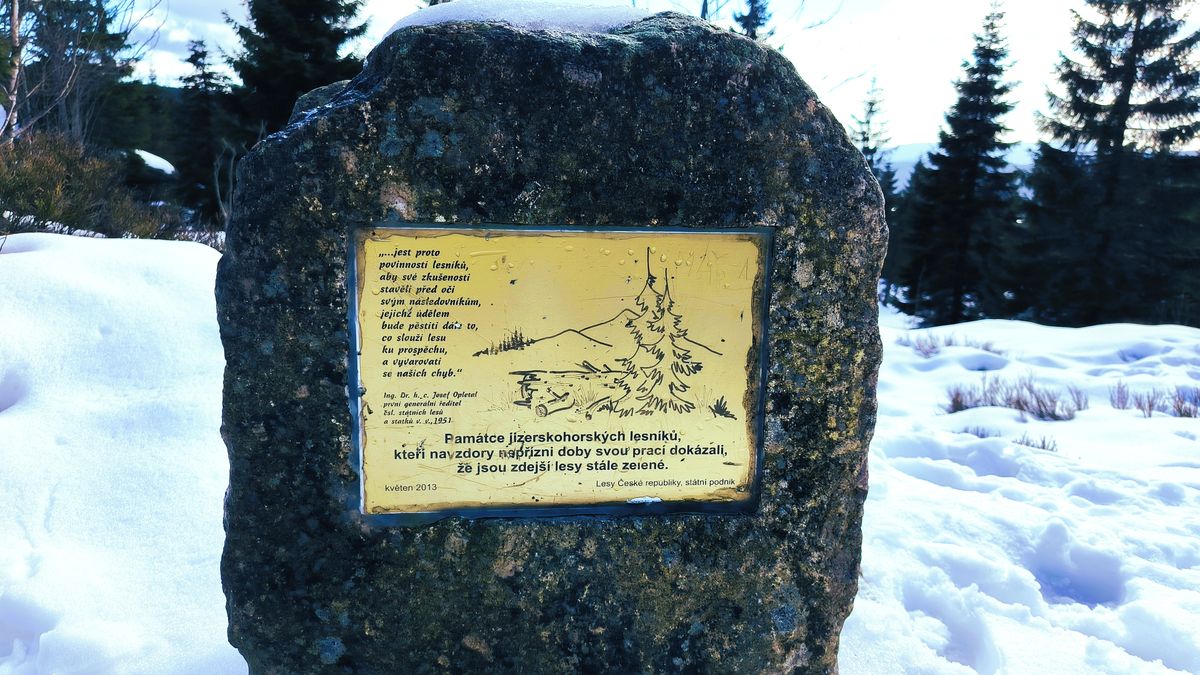 „...jest proto
povinností lesníků,
aby své zkušenosti
stavěli před oči
svým následovníkům,
jejichž údělem
bude pěstiti dále to,
co slouží lesu
ku prospěchu,
a vyvarovati
se našich chyb.“
Ing. Dr. h. c. Josef Opletal
první generální ředitel
čsl. státních lesů
a statků v. v., 1951
Památce jizerskohorských lesníků,
kteří navzdory nepřízni doby svou prací dokázali,
že jsou zdejší lesy stále zelené.
květen 2013
Lesy České republiky, státní podnik